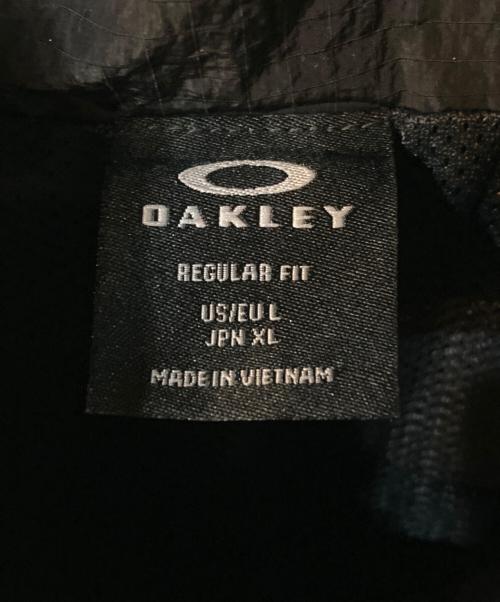 OAKLEY
REGULAR FIT
US/EU L
JPN XL
MADE IN VIETNAM